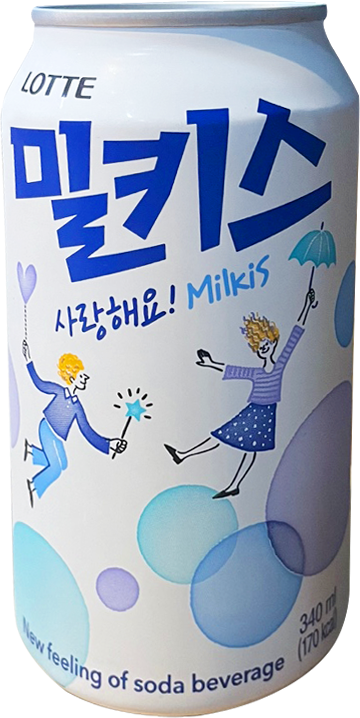 LOTTE
밀키스
사랑해요! Milkis
New feeling of soda beverage
340 ml
(170 kcal)